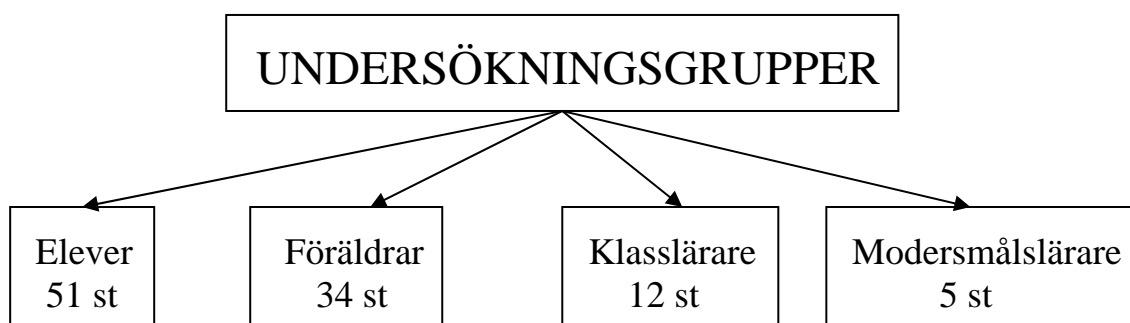 UNDERSÖKNINGSGRUPPER
Elever
51 st
Föräldrar
34 st
Klasslärare
12 st
Modersmålslärare
5 st